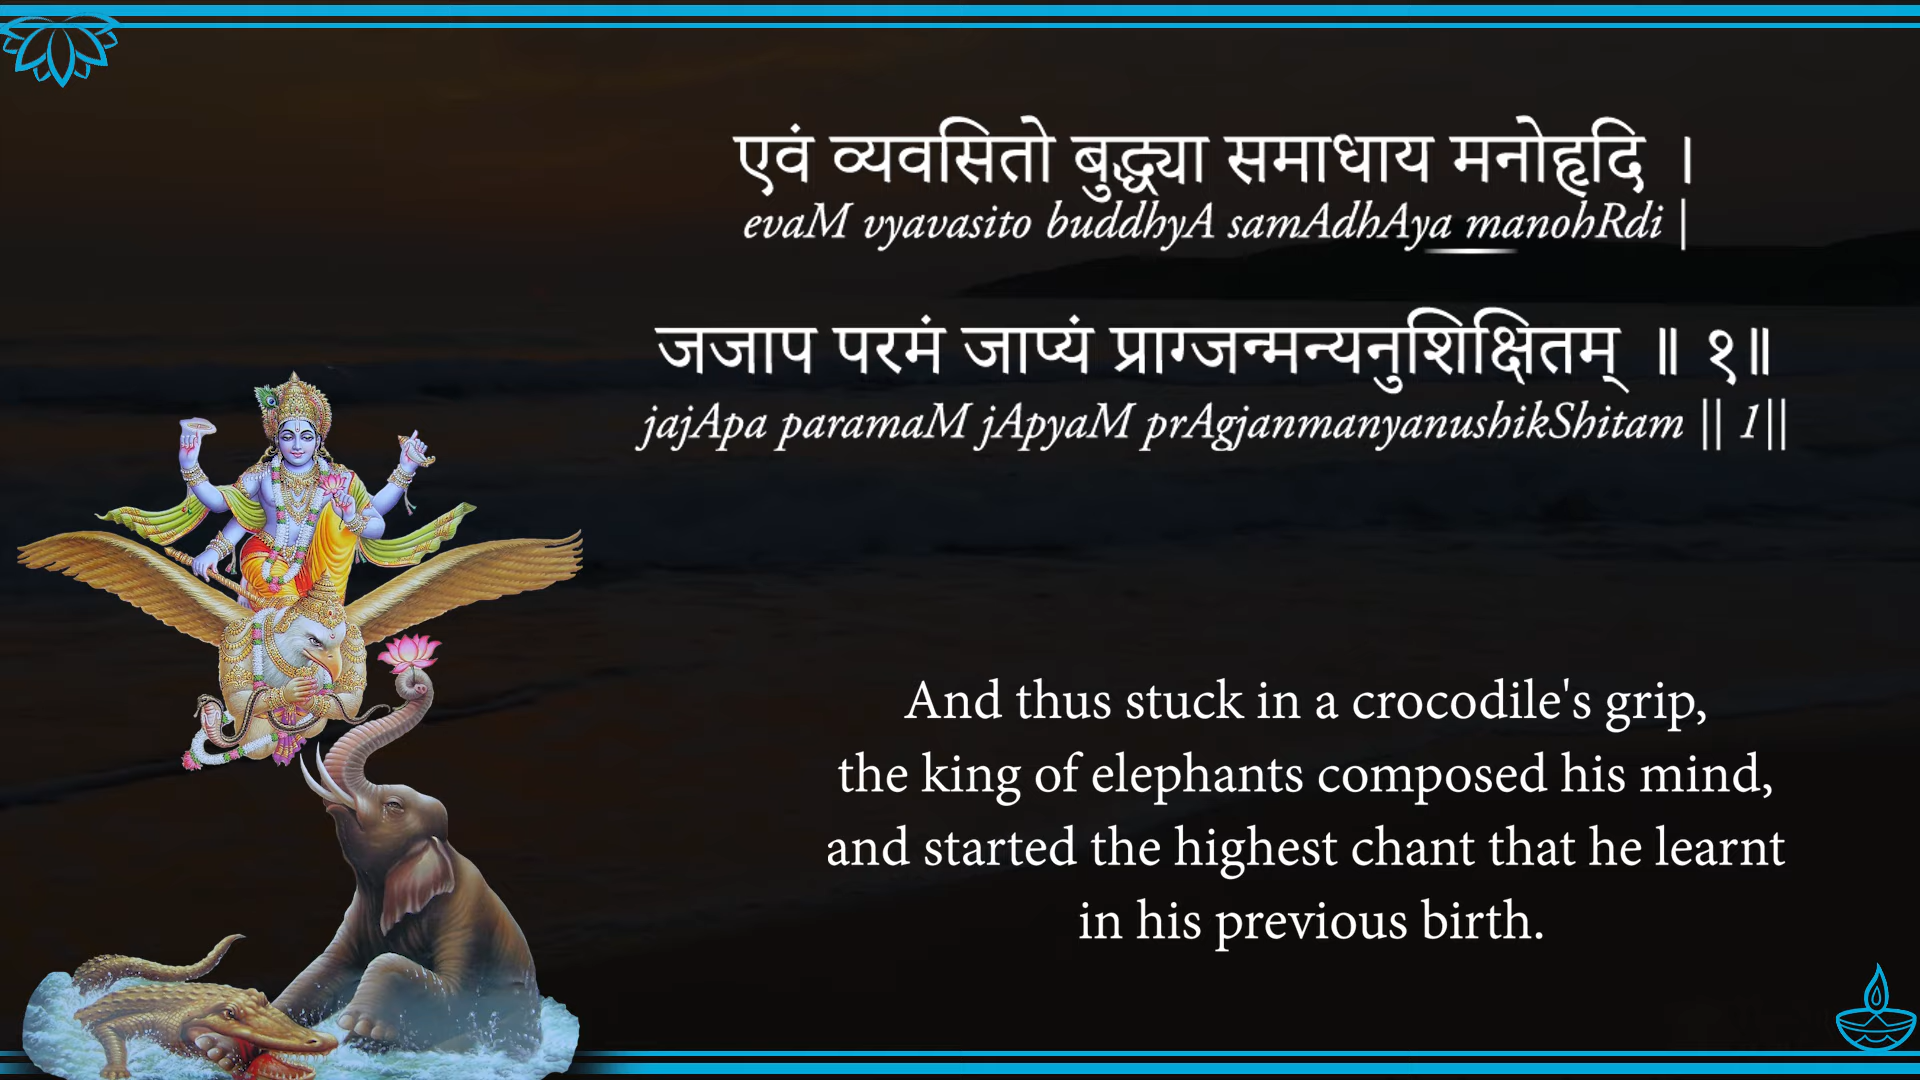 एवं व्यवसितो बुद्ध्या समाधाय मनोहृदि ।
evaM vyavasito buddhyA samAdhAya manohRdi |
जजाप परमं जाप्यं प्राग्जन्मन्यनुशिक्षितम् ॥ १॥
jajApa paramaM jApyaM prAgjanmanyanushikShitam || 1||
And thus stuck in a crocodile's grip,
the king of elephants composed his mind,
and started the highest chant that he learnt
in his previous birth.